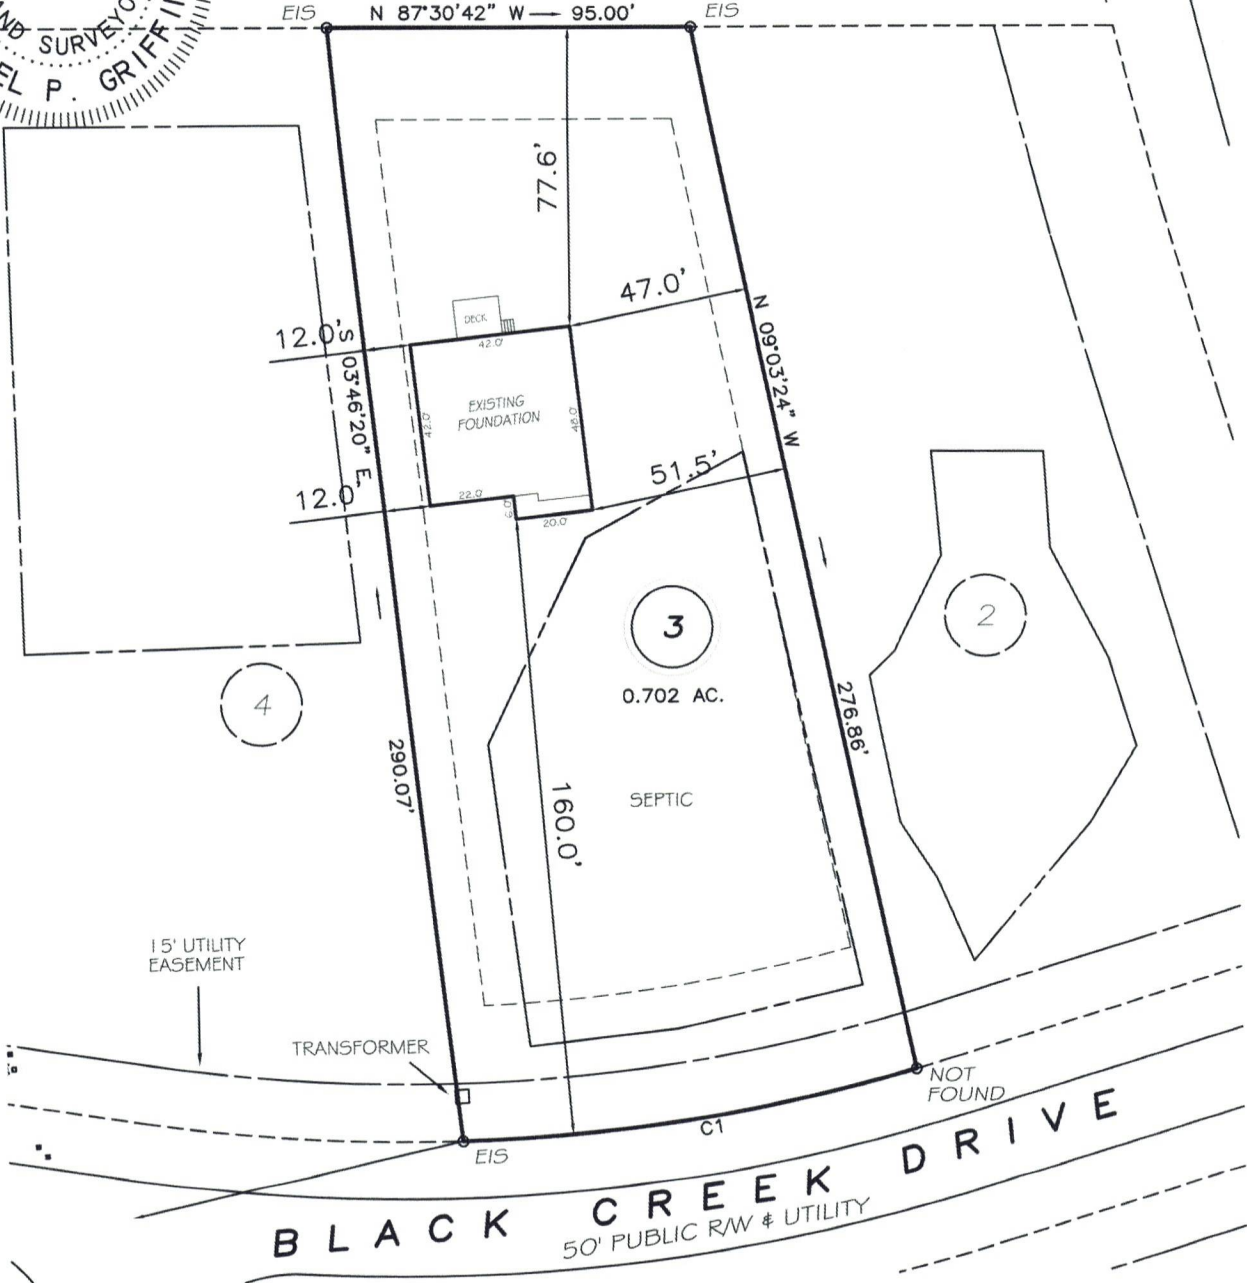 EIS
N 87°30'42" W 95.00'
EIS
SURVEYO
EL P. GRIFFI
77.6'
47.0'
12.0'
S 03°46'20" E
N 09°03'24" W
DECK
42.0'
EXISTING
FOUNDATION
42.0'
48.0'
51.5'
12.0'
22.0'
6.0'
20.0'
3
0.702 AC.
2
4
290.07'
276.86'
SEPTIC
160.0'
15' UTILITY
EASEMENT
TRANSFORMER
NOT
FOUND
C1
EIS
BLACK CREEK DRIVE
50' PUBLIC R/W & UTILITY